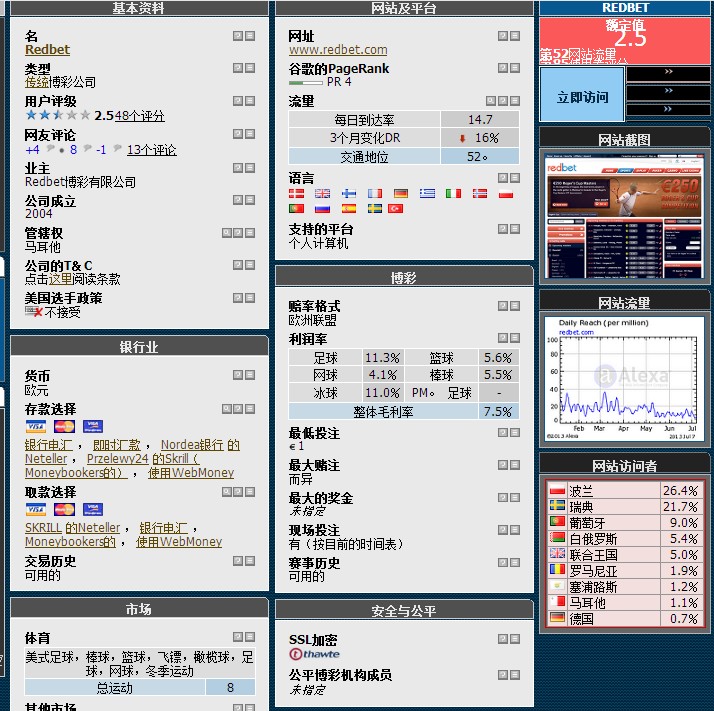 基本资料
名
Redbet
类型
传统博彩公司
用户评级
2.548个评分
网友评论
+4 8 -1 13个评论
业主
Redbet博彩有限公司
公司成立
2004
管辖权
马耳他
公司的T& C
点击这里阅读条款
美国选手政策
不接受
银行业
货币
欧元
存款选择
VISA MasterCard VISA
银行电汇 ， 即时汇款 ， Nordea银行 的
Neteller ， Przelewy24 的Skrill（
Moneybookers的） ， 使用WebMoney
取款选择
VISA MasterCard VISA
SKRILL 的Neteller ， 银行电汇 ，
Moneybookers的 ， 使用WebMoney
交易历史
可用的
市场
体育
美式足球，棒球，篮球，飞镖，橄榄球，足
球，网球，冬季运动
总运动 8
其他市场
网站及平台
网址
www.redbet.com
谷歌的PageRank
PR 4
流量
每日到达率 14.7
3个月变化DR 16%
交通地位 52。
语言
支持的平台
个人计算机
博彩
赔率格式
欧洲联盟
利润率
足球 11.3% 篮球 5.6%
网球 4.1% 棒球 5.5%
冰球 11.0% PM。 足球 -
整体毛利率 7.5%
最低投注
€ 1
最大赌注
而异
最大的奖金
未指定
现场投注
有（按目前的时间表）
赛事历史
可用的
安全与公平
SSL加密
thawte
公平博彩机构成员
未指定
REDBET
额定值
2.5
第52网站流量
立即访问
>>
>>
>>
网站截图
redbet
€250
网站流量
Daily Reach (per million)
redbet.com
100
80
60
40
20
0
Alexa
Feb Mar Apr May Jun Jul
©2013 Alexa 2013 Jul 7
网站访问者
波兰 26.4%
瑞典 21.7%
葡萄牙 9.0%
白俄罗斯 5.4%
联合王国 5.0%
罗马尼亚 1.9%
塞浦路斯 1.2%
马耳他 1.1%
德国 0.7%